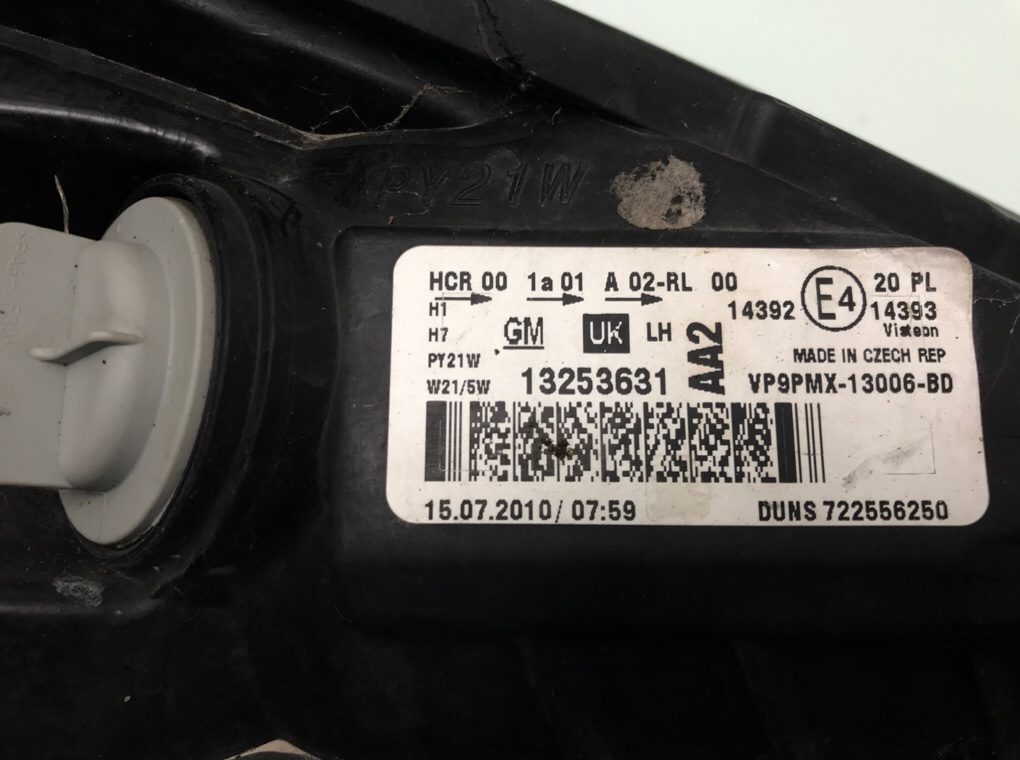 PY21W
HCR 00 1a 01 A 02-RL 00 E4 20 PL
H1 14392 14393
H7 GM UK LH AA2 Visteon
PY21W MADE IN CZECH REP
W21/5W 13253631 VP9PMX-13006-BD
15.07.2010/ 07:59 DUNS 722556250